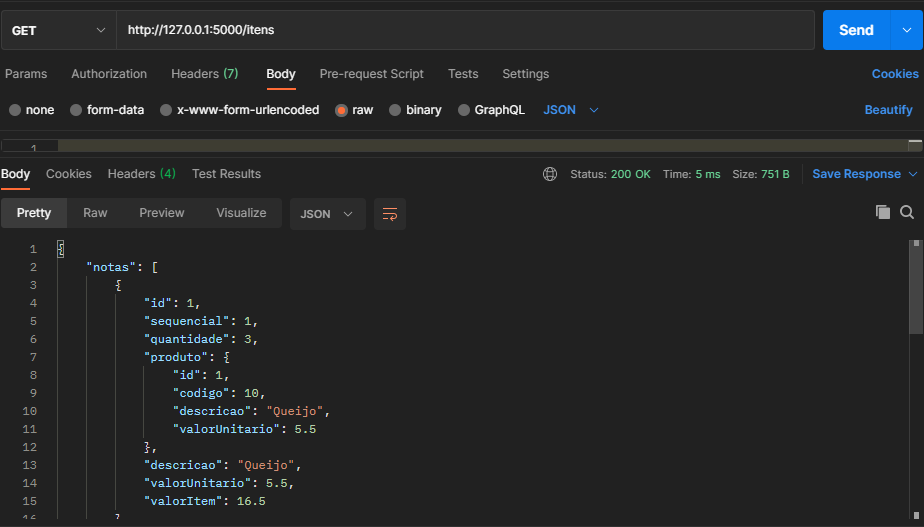 GET http://127.0.0.1:5000/itens Send
Params Authorization Headers (7) Body Pre-request Script Tests Settings Cookies
none form-data x-www-form-urlencoded raw binary GraphQL JSON Beautify
1
Body Cookies Headers (4) Test Results Status: 200 OK Time: 5 ms Size: 751 B Save Response
Pretty Raw Preview Visualize JSON
1 {
2 "notas": [
3 {
4 "id": 1,
5 "sequencial": 1,
6 "quantidade": 3,
7 "produto": {
8 "id": 1,
9 "codigo": 10,
10 "descricao": "Queijo",
11 "valorUnitario": 5.5
12 },
13 "descricao": "Queijo",
14 "valorUnitario": 5.5,
15 "valorItem": 16.5
16 }